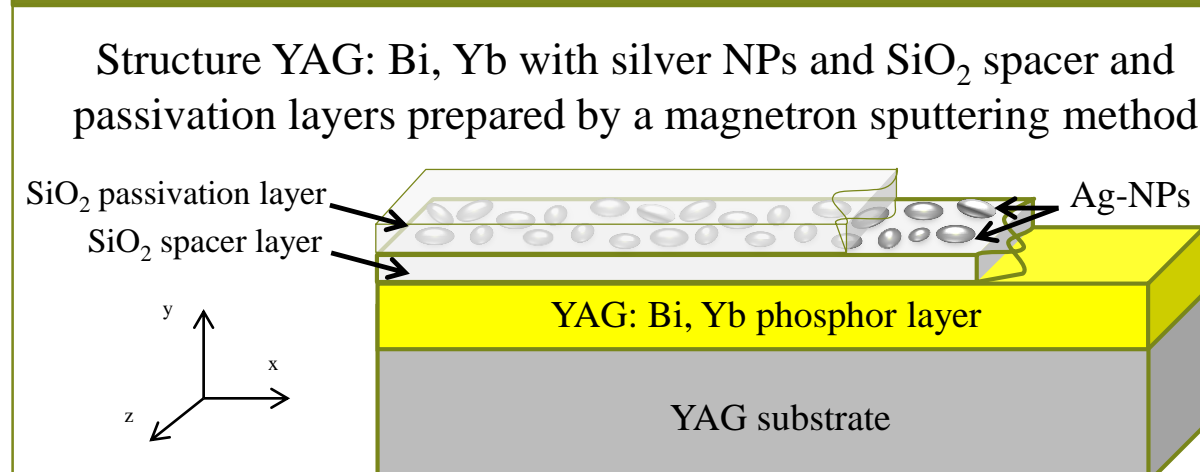 Structure YAG: Bi, Yb with silver NPs and SiO₂ spacer and
passivation layers prepared by a magnetron sputtering method
SiO₂ passivation layer
Ag-NPs
SiO₂ spacer layer
YAG: Bi, Yb phosphor layer
y
x
z
YAG substrate